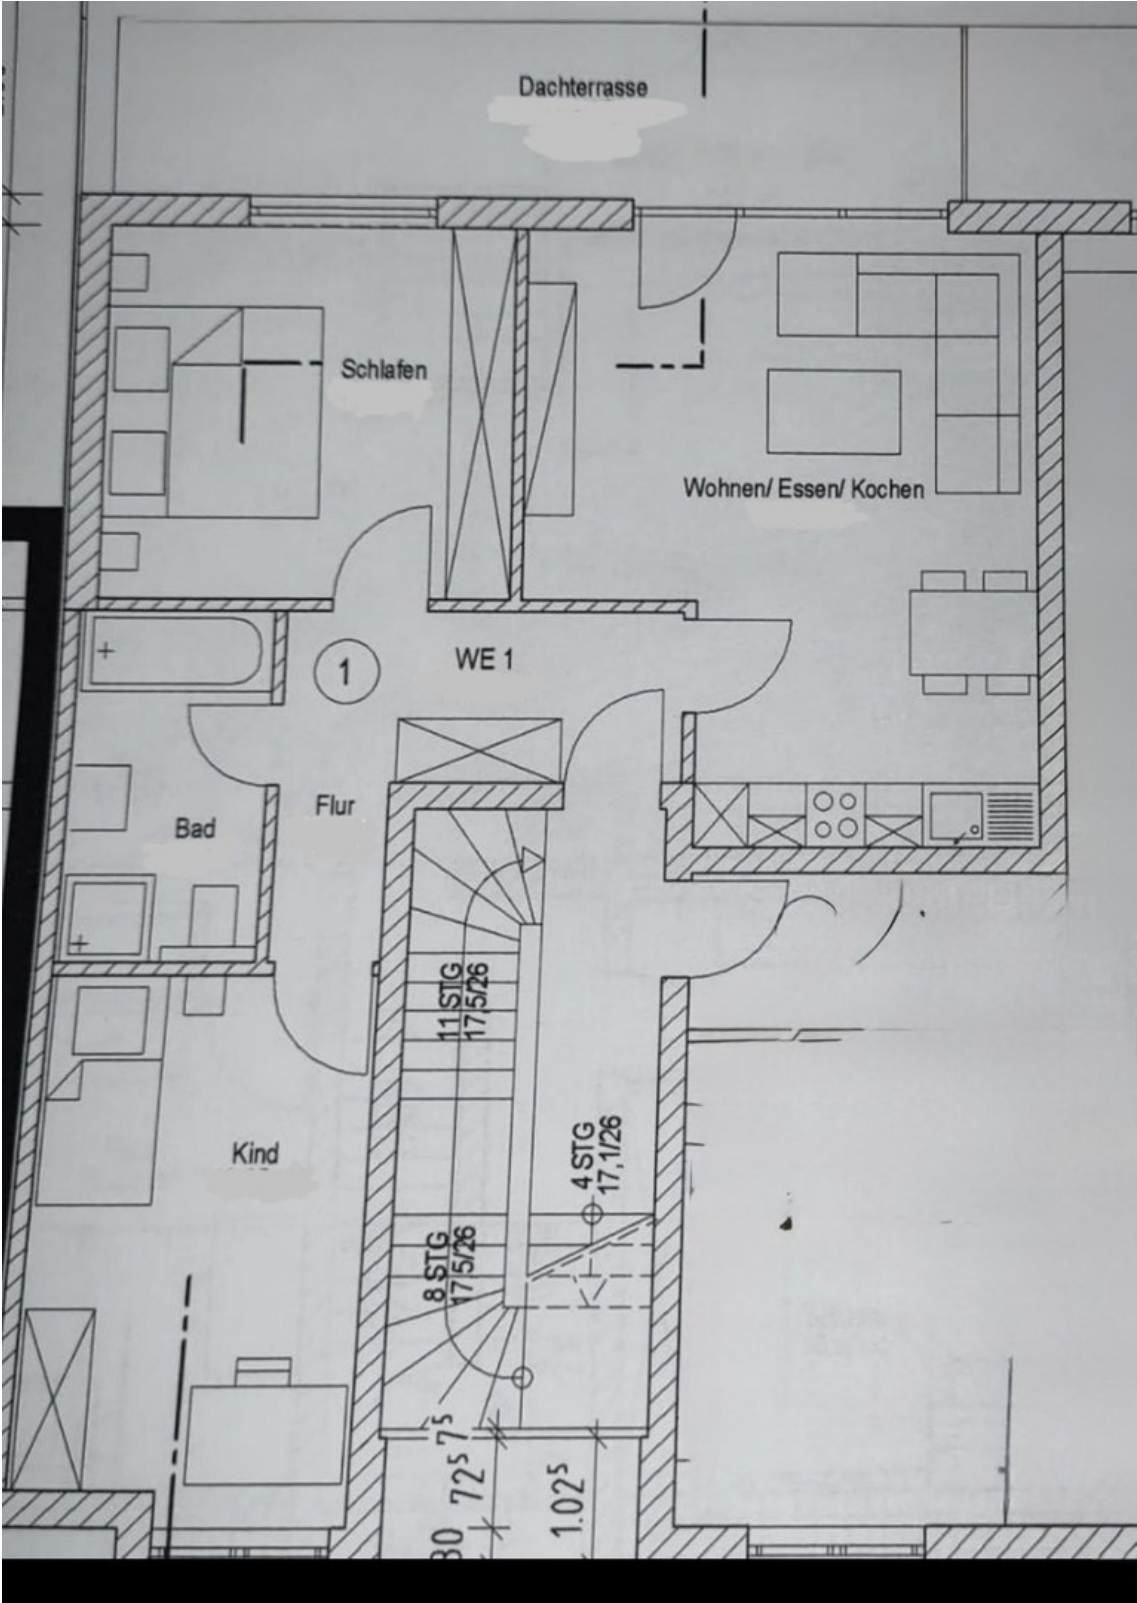 Dachterrasse
Schlafen
Wohnen/ Essen/ Kochen
1
WE 1
Flur
Bad
11 STG
17,5/26
Kind
4 STG
17,1/26
8 STG
17,5/26
7⁵
72⁵
1.02⁵